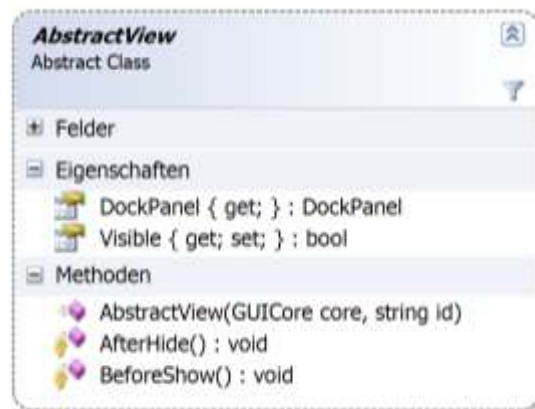 AbstractView
Abstract Class
Felder
Eigenschaften
DockPanel { get; } : DockPanel
Visible { get; set; } : bool
Methoden
AbstractView(GUICore core, string id)
AfterHide() : void
BeforeShow() : void